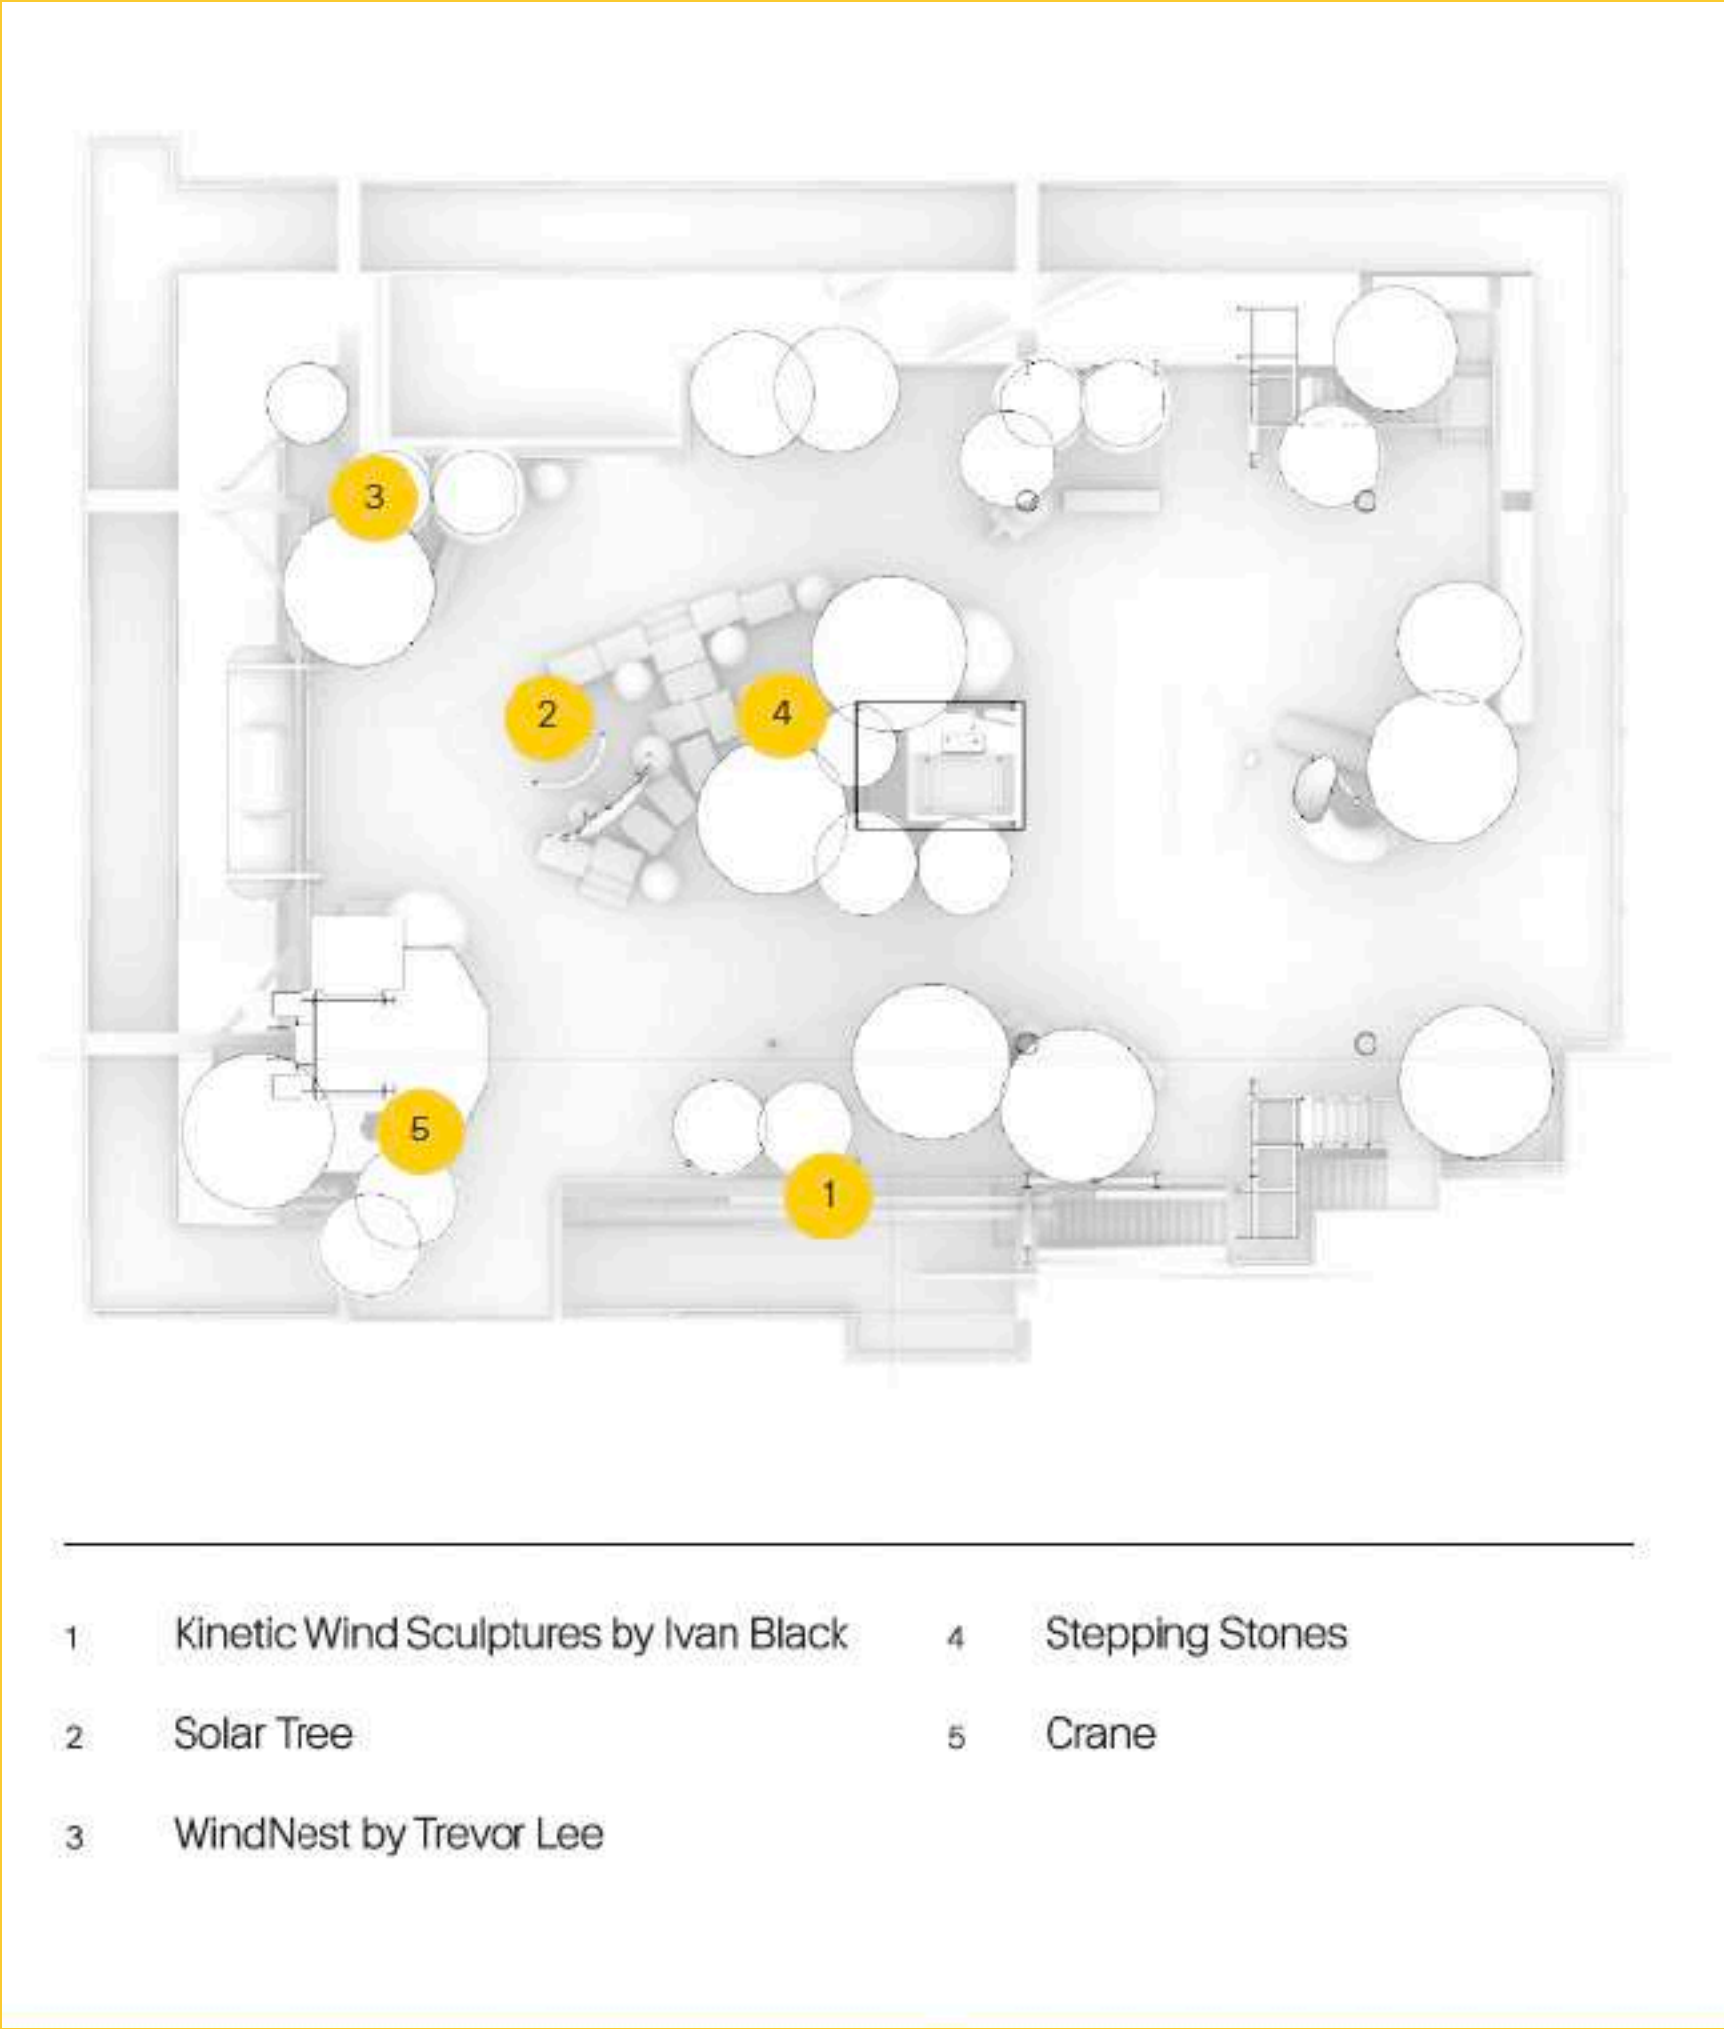 3
2
4
5
1
1 Kinetic Wind Sculptures by Ivan Black
2 Solar Tree
3 WindNest by Trevor Lee
4 Stepping Stones
5 Crane